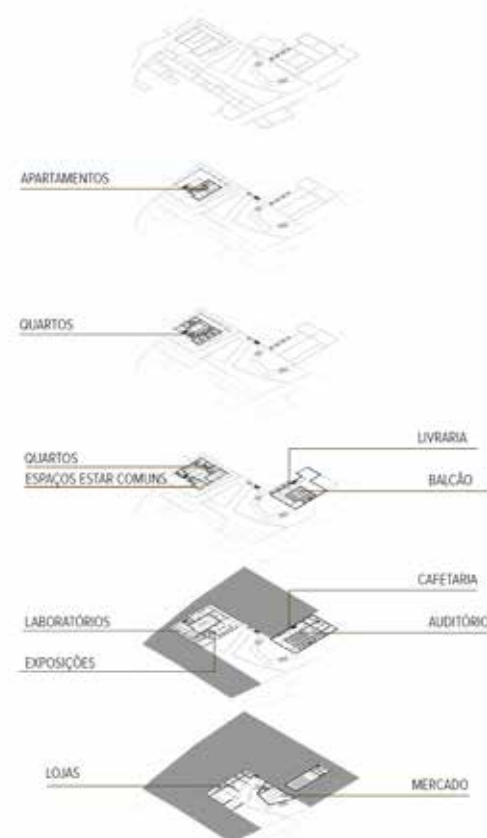 APARTAMENTOS
QUARTOS
LIVRARIA
QUARTOS
ESPAÇOS ESTAR COMUNS
BALCÃO
CAFETARIA
LABORATÓRIOS
AUDITÓRIO
EXPOSIÇÕES
LOJAS
MERCADO